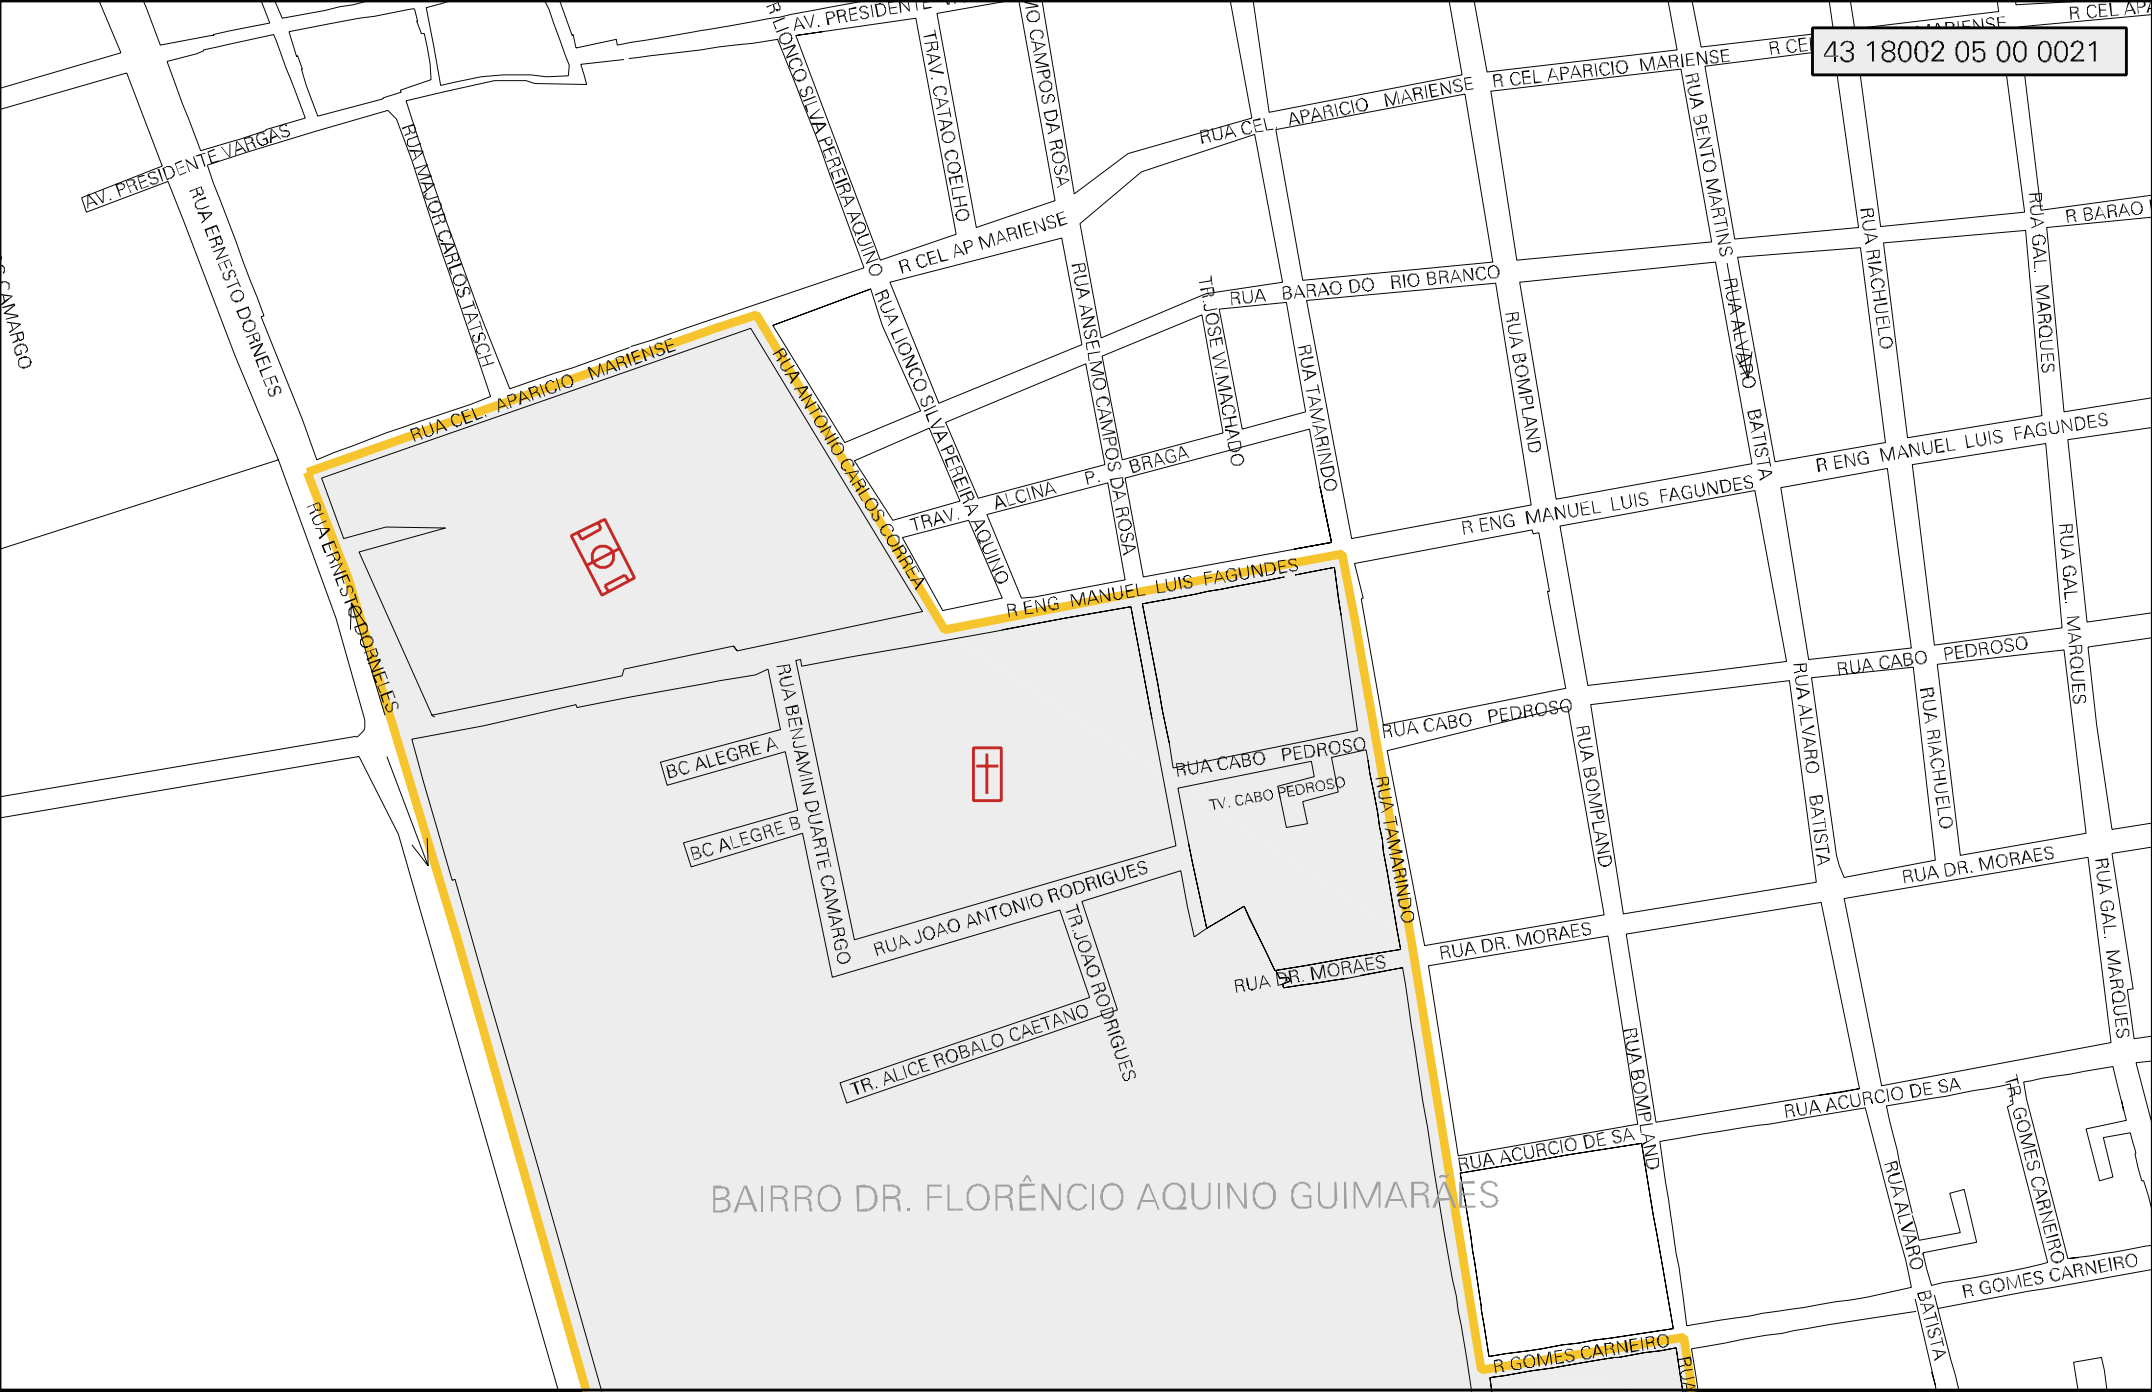 AV. PRESIDENTE
R CEL
43 18002 05 00 0021
R LIONCO SILVA PEREIRA AQUINO
TRAV. CATAO COELHO
CAMPOS DA ROSA
R CEL APARICIO MARIENSE
MARIENSE
RUA CEL. APARICIO MARIENSE
RUA BENTO MARTINS
AV. PRESIDENTE VARGAS
RUA MAJOR CARLOS TATSCH
RUA ERNESTO DORNELES
CAMARGO
R CEL AP MARIENSE
R BARAO
RUA RIACHUELO
RUA GAL. MARQUES
RUA BARAO DO RIO BRANCO
TR.JOSE W.MACHADO
RUA ANSELMO CAMPOS DA ROSA
RUA LIONCO SILVA PEREIRA AQUINO
RUA ALVARO BATISTA
RUA BOMPLAND
RUA TAMARINDO
RUA CEL. APARICIO MARIENSE
RUA ANTONIO CARLOS CORREA
R ENG MANUEL LUIS FAGUNDES
TRAV. ALCINA P. BRAGA
R ENG MANUEL LUIS FAGUNDES
RUA ERNESTO DORNELES
R ENG MANUEL LUIS FAGUNDES
RUA GAL. MARQUES
RUA CABO PEDROSO
RUA BENJAMIN DUARTE CAMARGO
RUA ALVARO BATISTA
RUA RIACHUELO
RUA CABO PEDROSO
RUA BOMPLAND
BC ALEGRE A
RUA CABO PEDROSO
TV. CABO PEDROSO
RUA TAMARINDO
BC ALEGRE B
RUA DR. MORAES
RUA GAL. MARQUES
RUA JOAO ANTONIO RODRIGUES
TR.JOAO RODRIGUES
RUA DR. MORAES
RUA DR. MORAES
TR. ALICE ROBALO CAETANO
RUA BOMPLAND
RUA ACURCIO DE SA
TR. GOMES CARNEIRO
RUA ACURCIO DE SA
RUA ALVARO BATISTA
BAIRRO DR. FLORÊNCIO AQUINO GUIMARÃES
R GOMES CARNEIRO
R GOMES CARNEIRO
RUA